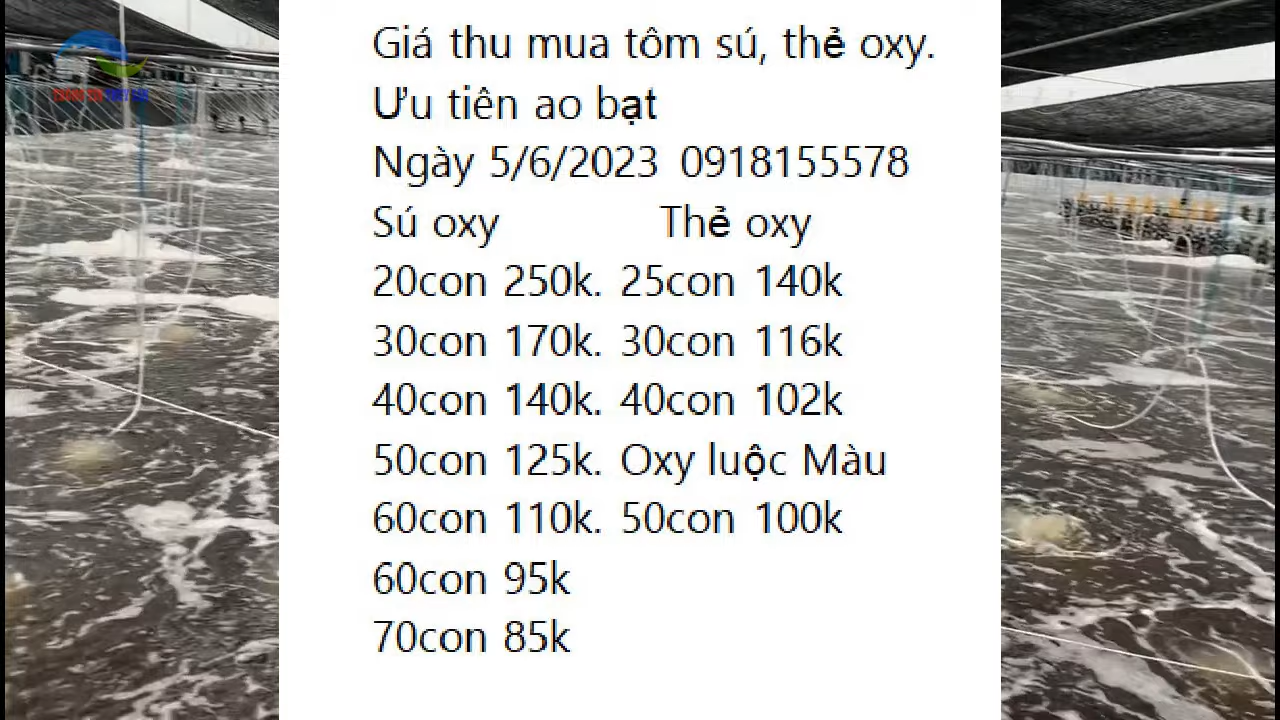 Giá thu mua tôm sú, thẻ oxy.
Ưu tiên ao bạt
Ngày 5/6/2023 0918155578
Sú oxy Thẻ oxy
20con 250k. 25con 140k
30con 170k. 30con 116k
40con 140k. 40con 102k
50con 125k. Oxy luộc Màu
60con 110k. 50con 100k
60con 95k
70con 85k